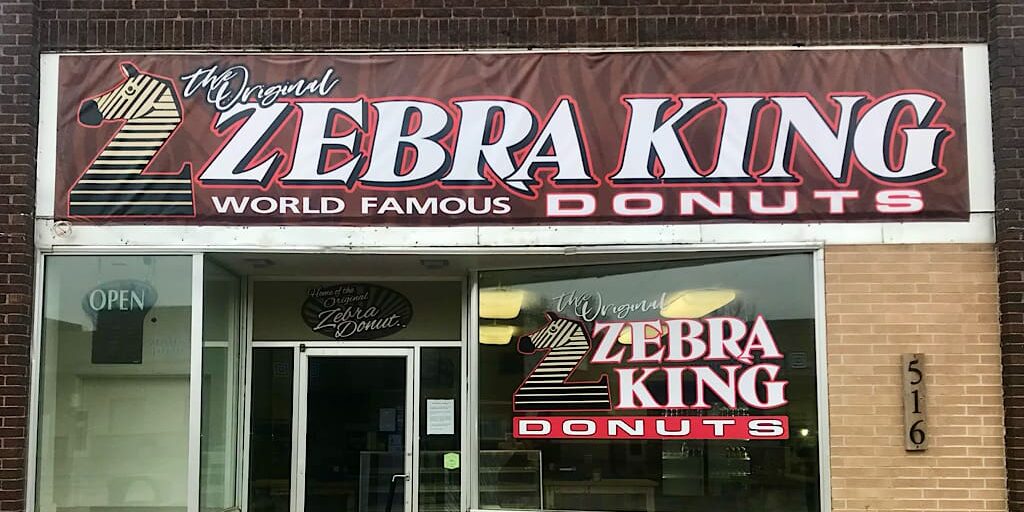 the Original
ZEBRA KING
WORLD FAMOUS DONUTS
OPEN
Home of the
Original
Zebra
Donut.
the Original
ZEBRA
KING
DONUTS
516